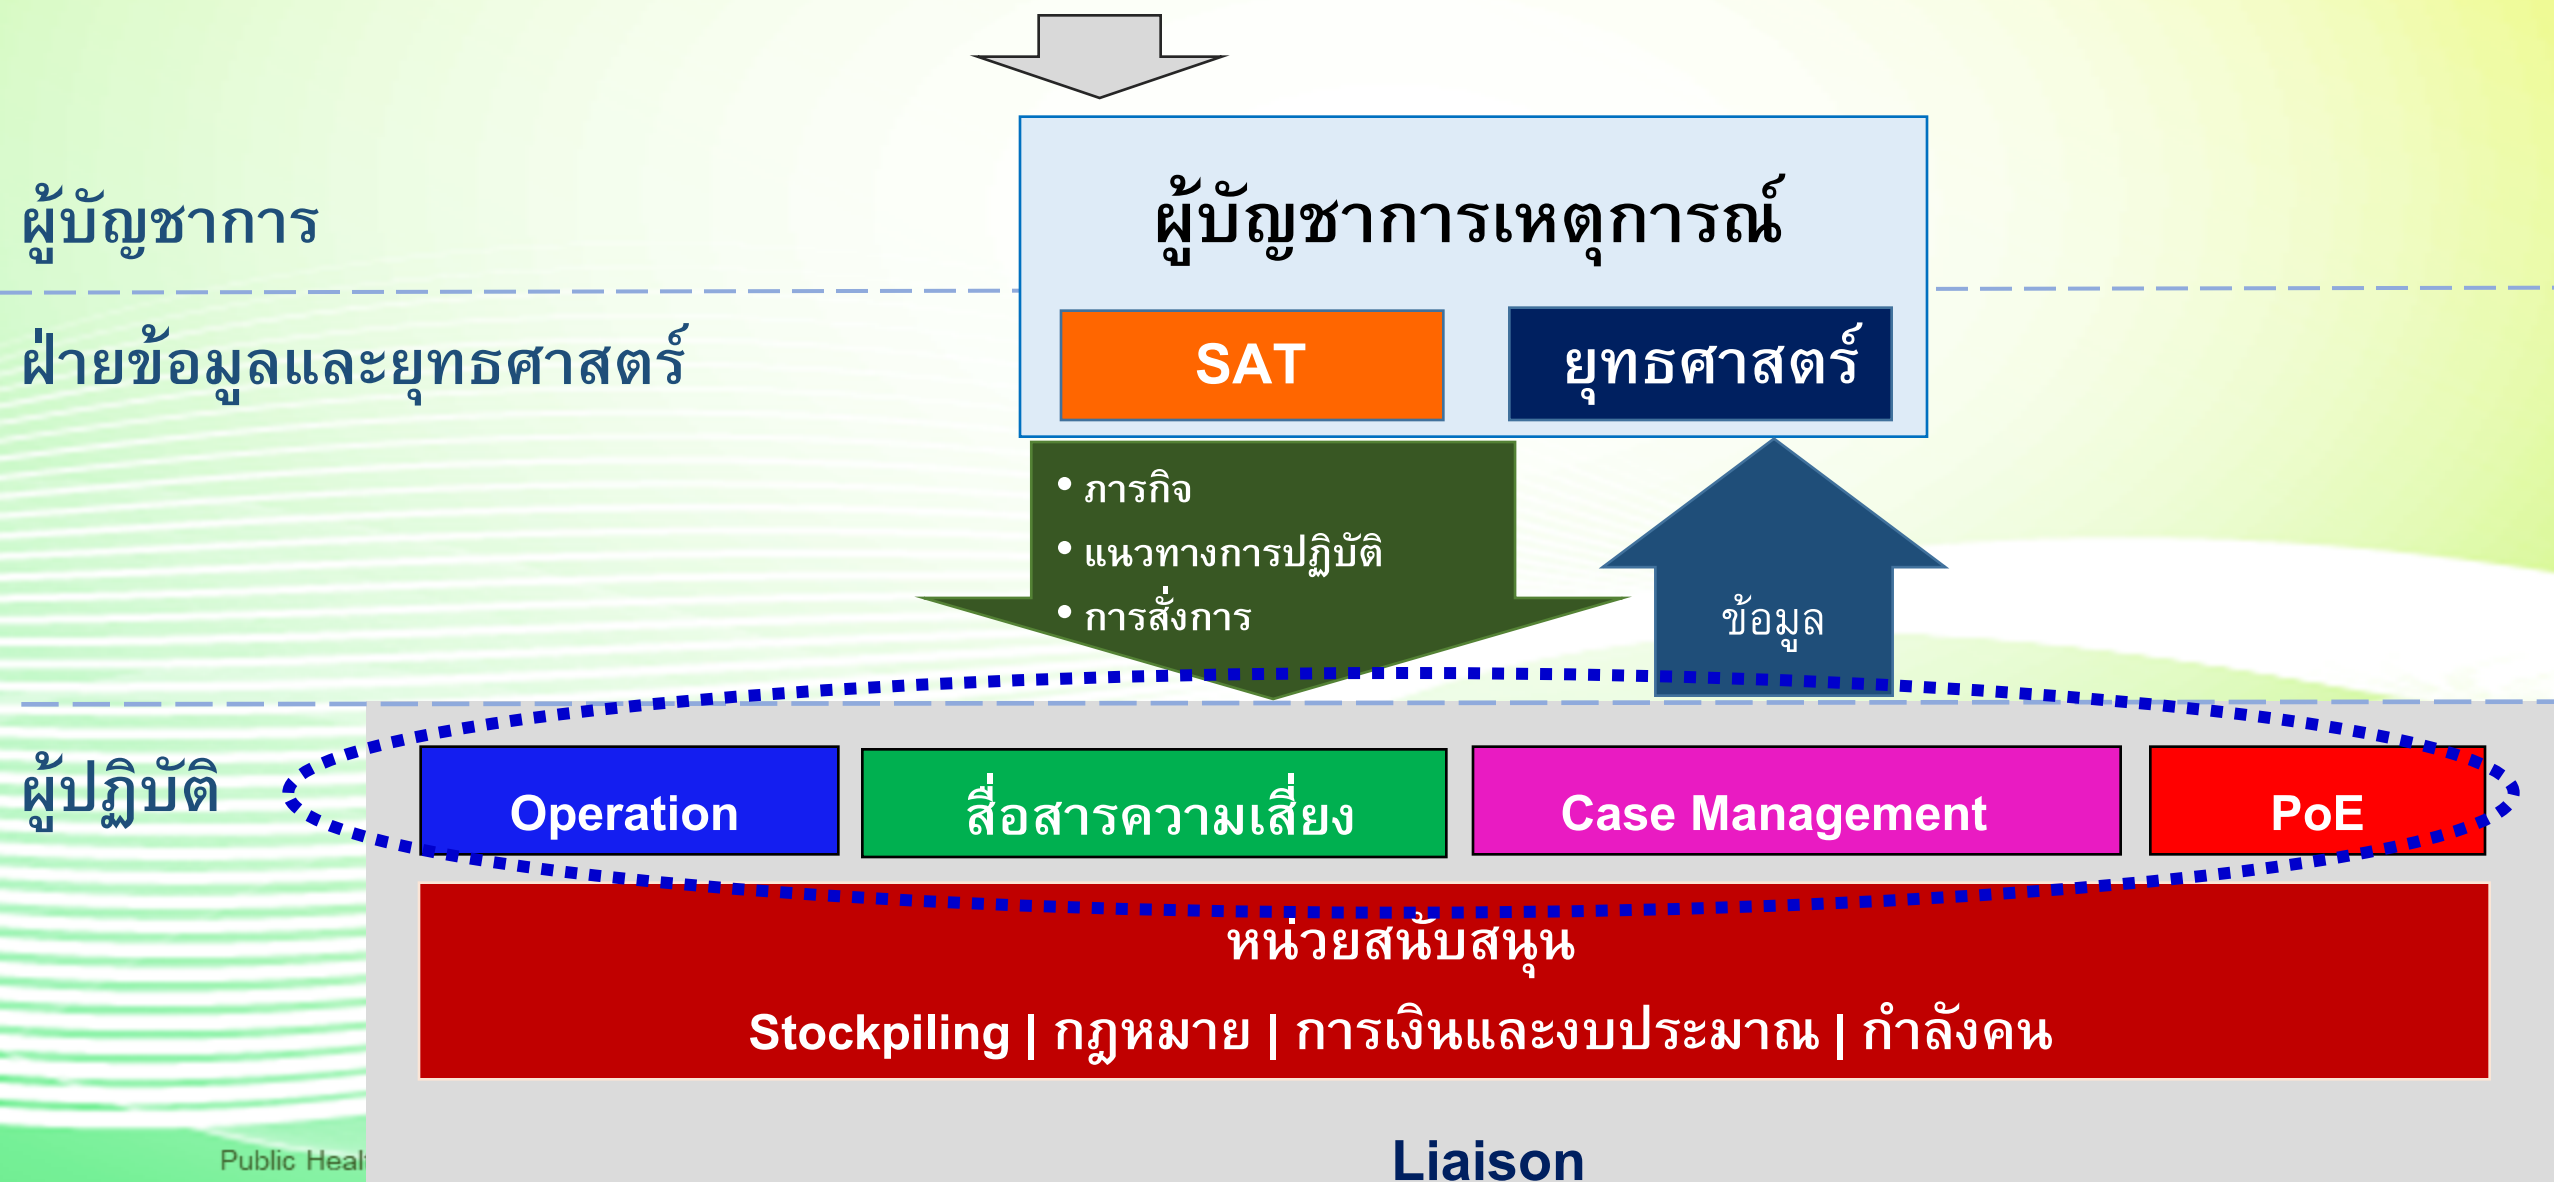 ผู้บัญชาการ
ผู้บัญชาการเหตุการณ์
ฝ่ายข้อมูลและยุทธศาสตร์
SAT
ยุทธศาสตร์
• ภารกิจ
• แนวทางการปฏิบัติ
• การสั่งการ
ข้อมูล
ผู้ปฏิบัติ
Operation
สื่อสารความเสี่ยง
Case Management
PoE
หน่วยสนับสนุน
Stockpiling | กฎหมาย | การเงินและงบประมาณ | กำลังคน
Public
Liaison